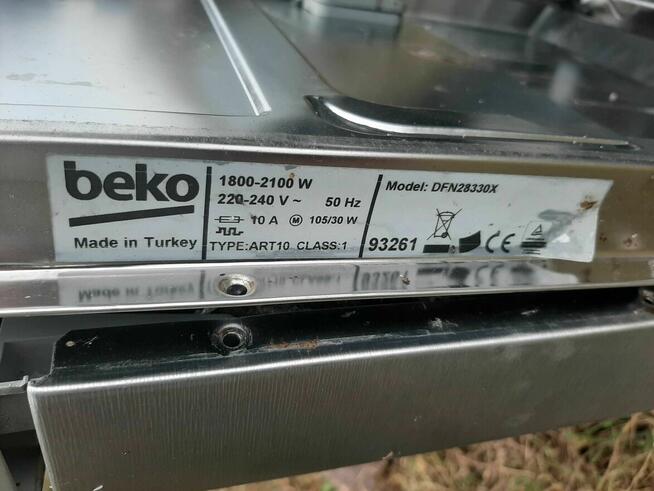 beko
Made in Turkey
1800-2100 W
220-240 V ~ 50 Hz
10 A M 105/30 W
TYPE:ART10 CLASS:1
Model: DFN28330X
93261 CE